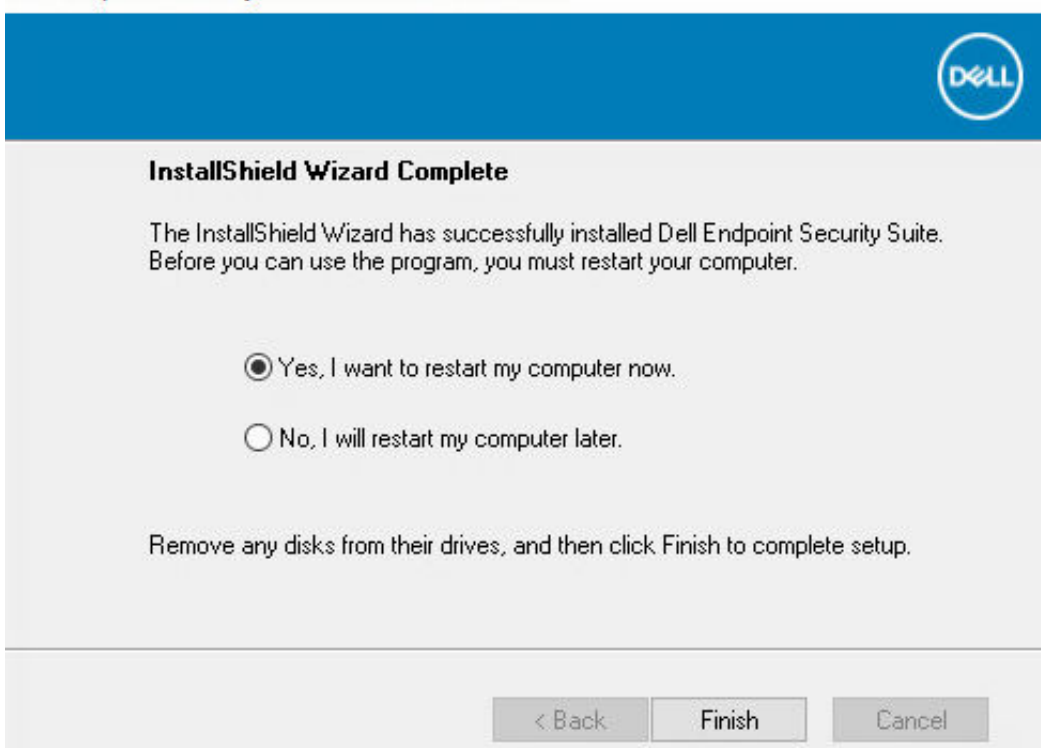 DELL
InstallShield Wizard Complete
The InstallShield Wizard has successfully installed Dell Endpoint Security Suite.
Before you can use the program, you must restart your computer.
Yes, I want to restart my computer now.
No, I will restart my computer later.
Remove any disks from their drives, and then click Finish to complete setup.
< Back Finish Cancel